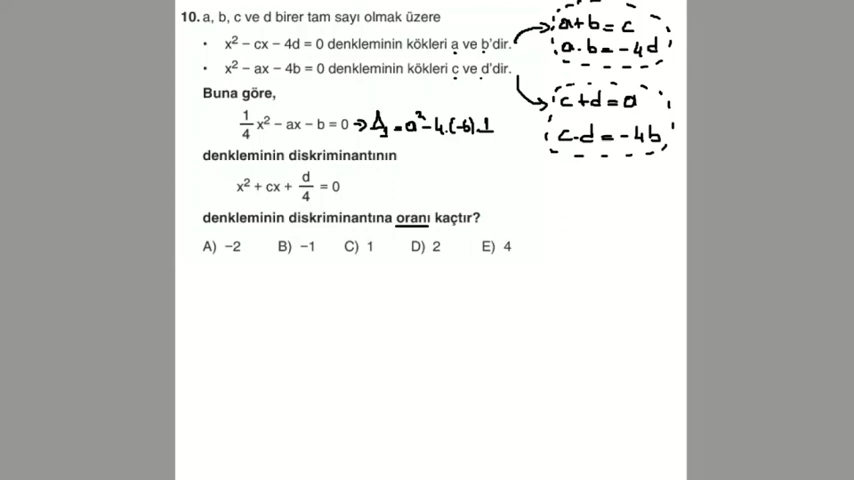 10. a, b, c ve d birer tam sayı olmak üzere
• x² – cx – 4d = 0 denkleminin kökleri a ve b'dir.
a+b = c
a.b = -4d
• x² – ax – 4b = 0 denkleminin kökleri c ve d'dir.
c+d = a
c.d = -4b
Buna göre,
1/4 x² – ax – b = 0 → Δ₁ = a² - 4.(-b).1
denkleminin diskriminantının
x² + cx + d/4 = 0
denkleminin diskriminantına oranı kaçtır?
A) –2 B) –1 C) 1 D) 2 E) 4